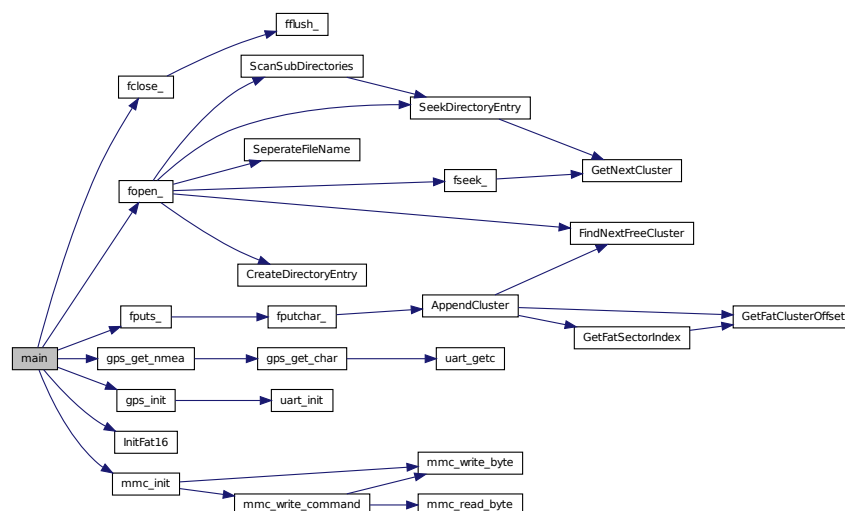 fflush_
ScanSubDirectories
fclose_
SeekDirectoryEntry
SeperateFileName
GetNextCluster
fopen_
fseek_
FindNextFreeCluster
CreateDirectoryEntry
AppendCluster
fputs_
fputchar_
GetFatClusterOffset
GetFatSectorIndex
main
gps_get_nmea
gps_get_char
uart_getc
gps_init
uart_init
InitFat16
mmc_write_byte
mmc_init
mmc_write_command
mmc_read_byte